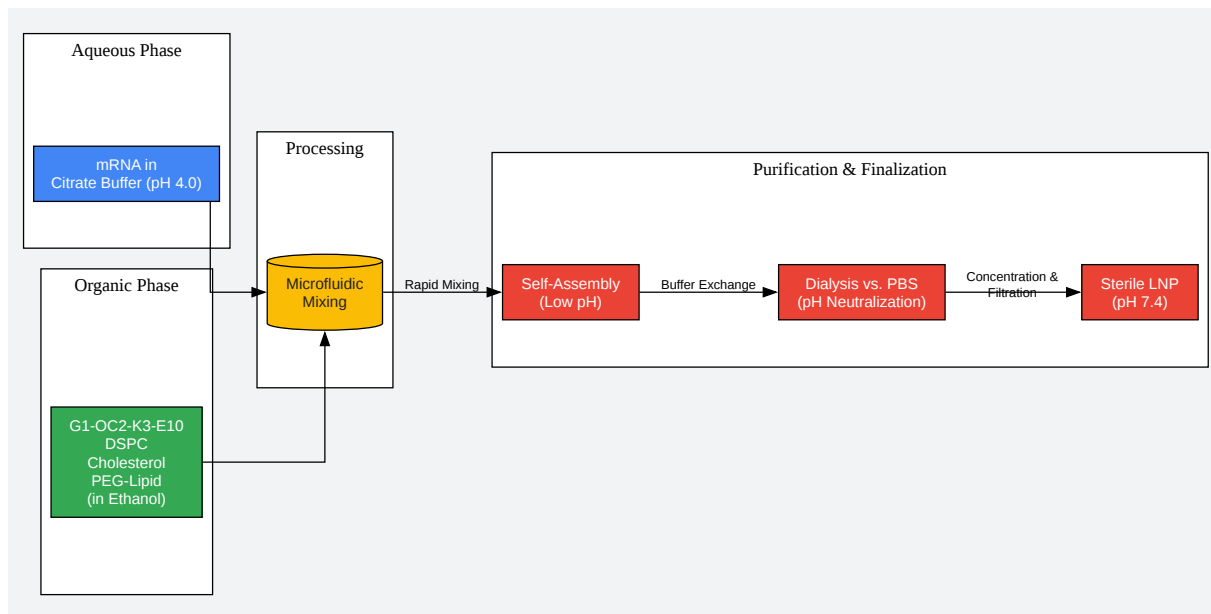 Aqueous Phase
mRNA in
Citrate Buffer (pH 4.0)
Organic Phase
G1-OC2-K3-E10
DSPC
Cholesterol
PEG-Lipid
(in Ethanol)
Processing
Microfluidic
Mixing
Rapid Mixing
Purification & Finalization
Self-Assembly
(Low pH)
Buffer Exchange
Dialysis vs. PBS
(pH Neutralization)
Concentration &
Filtration
Sterile LNP
(pH 7.4)